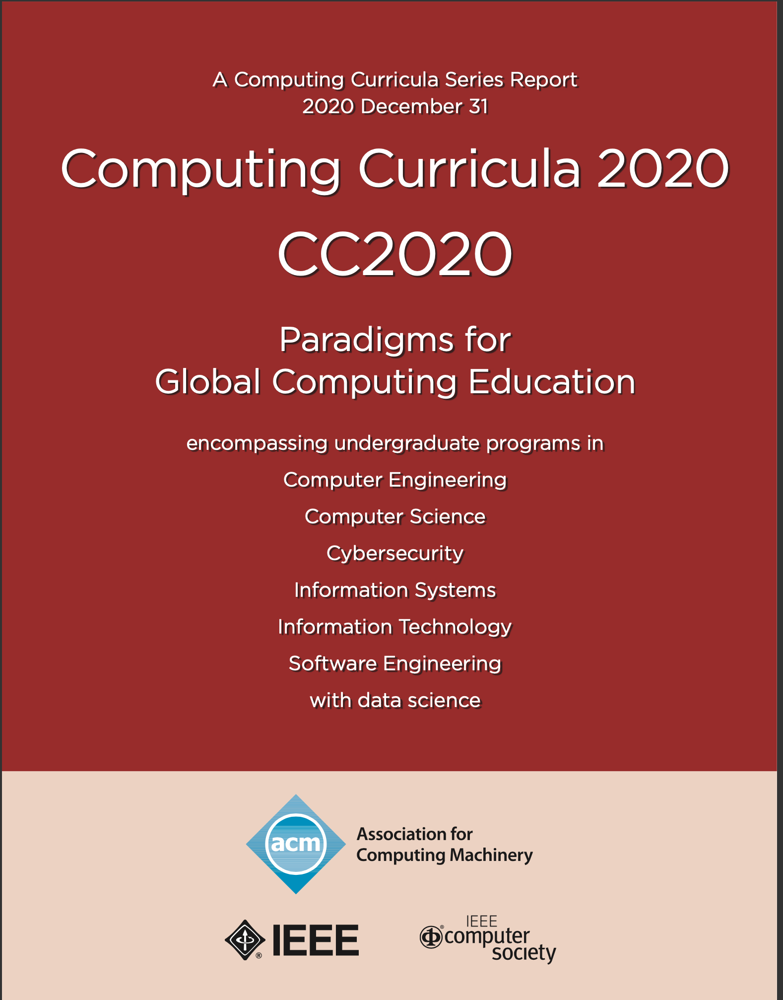 A Computing Curricula Series Report
2020 December 31
Computing Curricula 2020
CC2020
Paradigms for
Global Computing Education
encompassing undergraduate programs in
Computer Engineering
Computer Science
Cybersecurity
Information Systems
Information Technology
Software Engineering
with data science
acm
Association for
Computing Machinery
® IEEE
® IEEE
computer
society